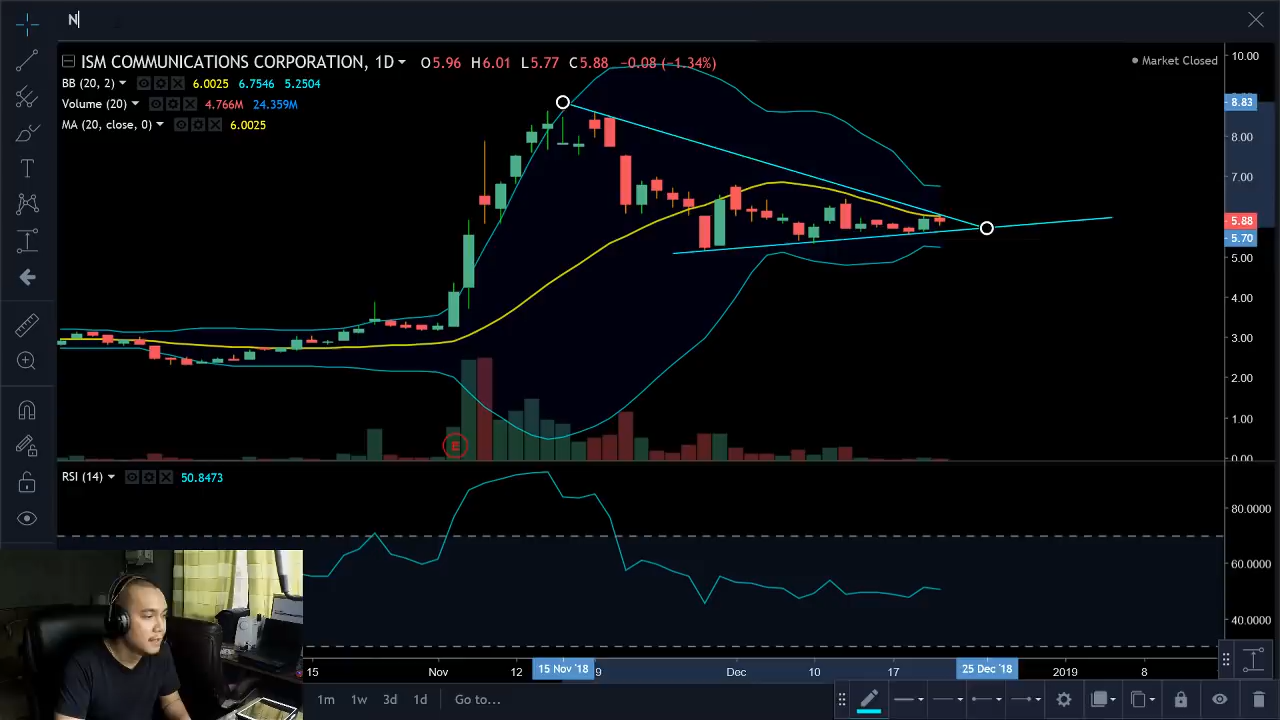 N
ISM COMMUNICATIONS CORPORATION, 1D O5.96 H6.01 L5.77 C5.88 −0.08 (−1.34%)
Market Closed
BB (20, 2) 6.0025 6.7546 5.2504
Volume (20) 4.766M 24.359M
MA (20, close, 0) 6.0025
10.00
8.83
8.00
7.00
5.88
5.70
5.00
4.00
3.00
2.00
1.00
0.00
E
RSI (14) 50.8473
80.0000
60.0000
40.0000
15 Nov 12 15 Nov '18 9 Dec 10 17 25 Dec '18 2019 8
1m 1w 3d 1d Go to...